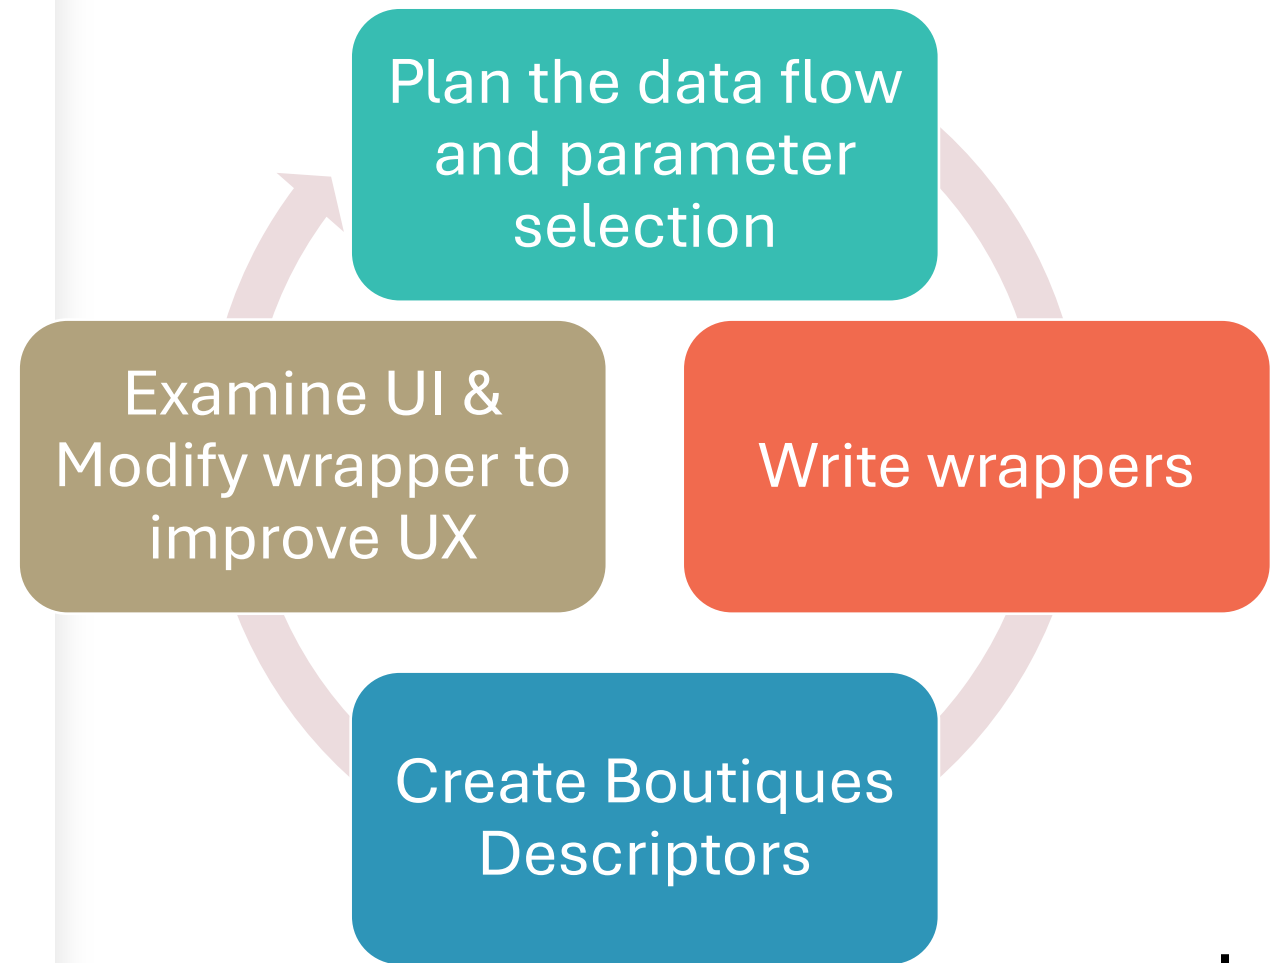 Plan the data flow
and parameter
selection
Write wrappers
Create Boutiques
Descriptors
Examine UI &
Modify wrapper to
improve UX